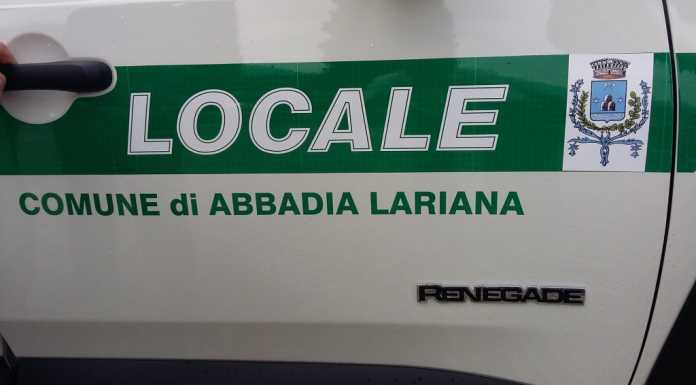 LOCALE
COMUNE di ABBADIA LARIANA
RENEGADE